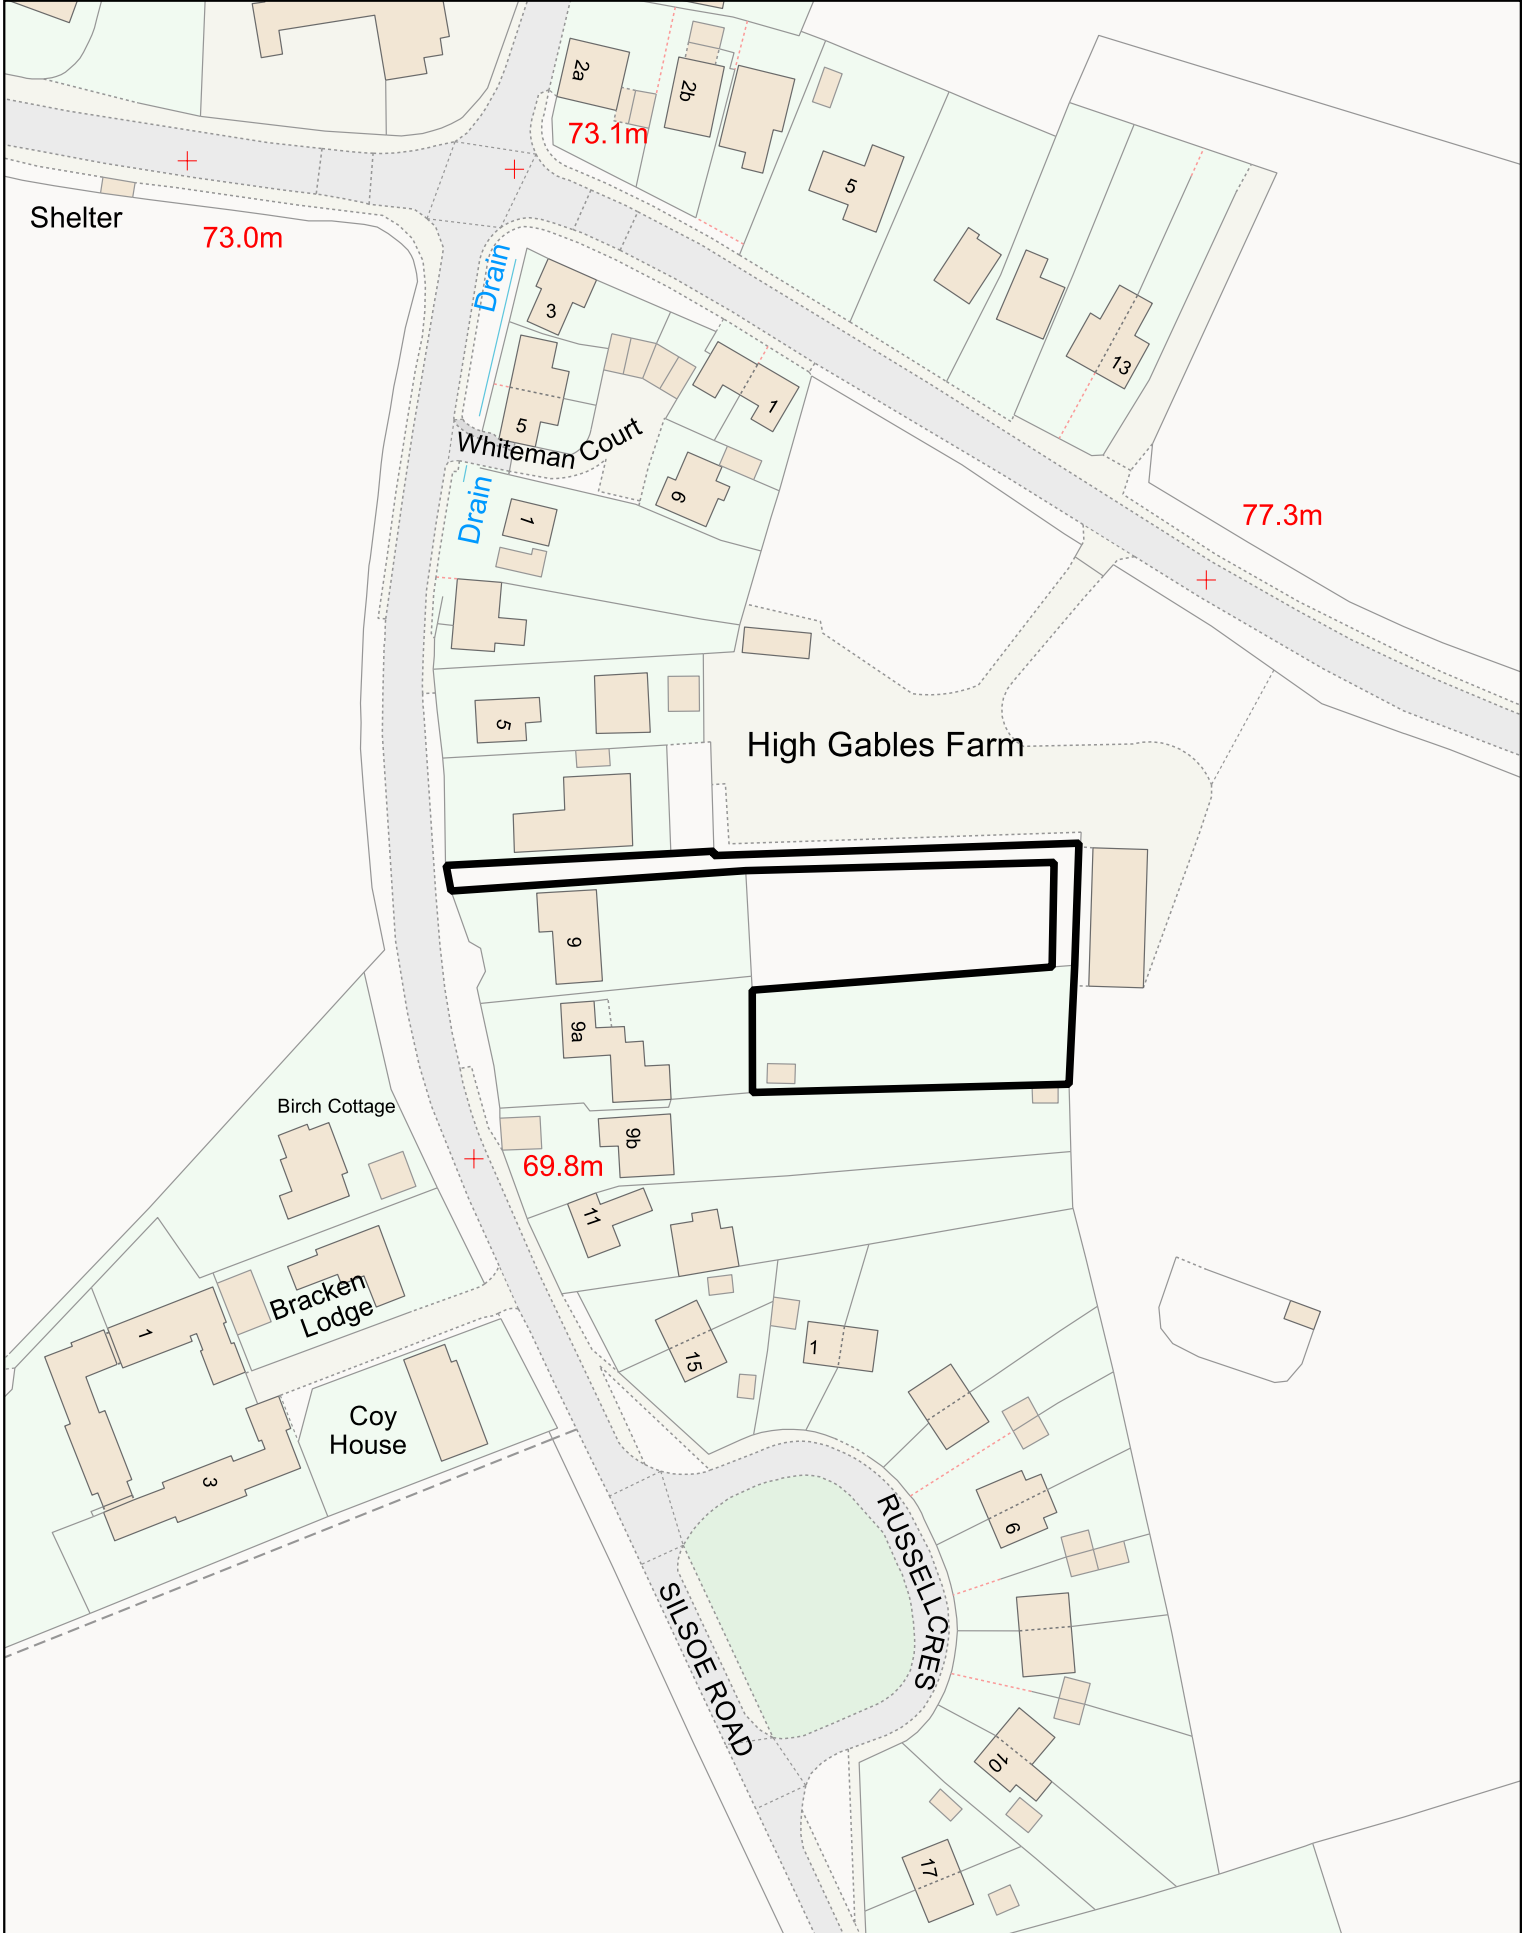 2a
2b
73.1m
5
Shelter
73.0m
Drain
3
13
1
5
Whiteman Court
6
77.3m
Drain
1
5
High Gables Farm
9
9a
Birch Cottage
9b
69.8m
11
Bracken
Lodge
1
15
1
Coy
House
3
RUSSELLCRES
6
SILSOE ROAD
10
17